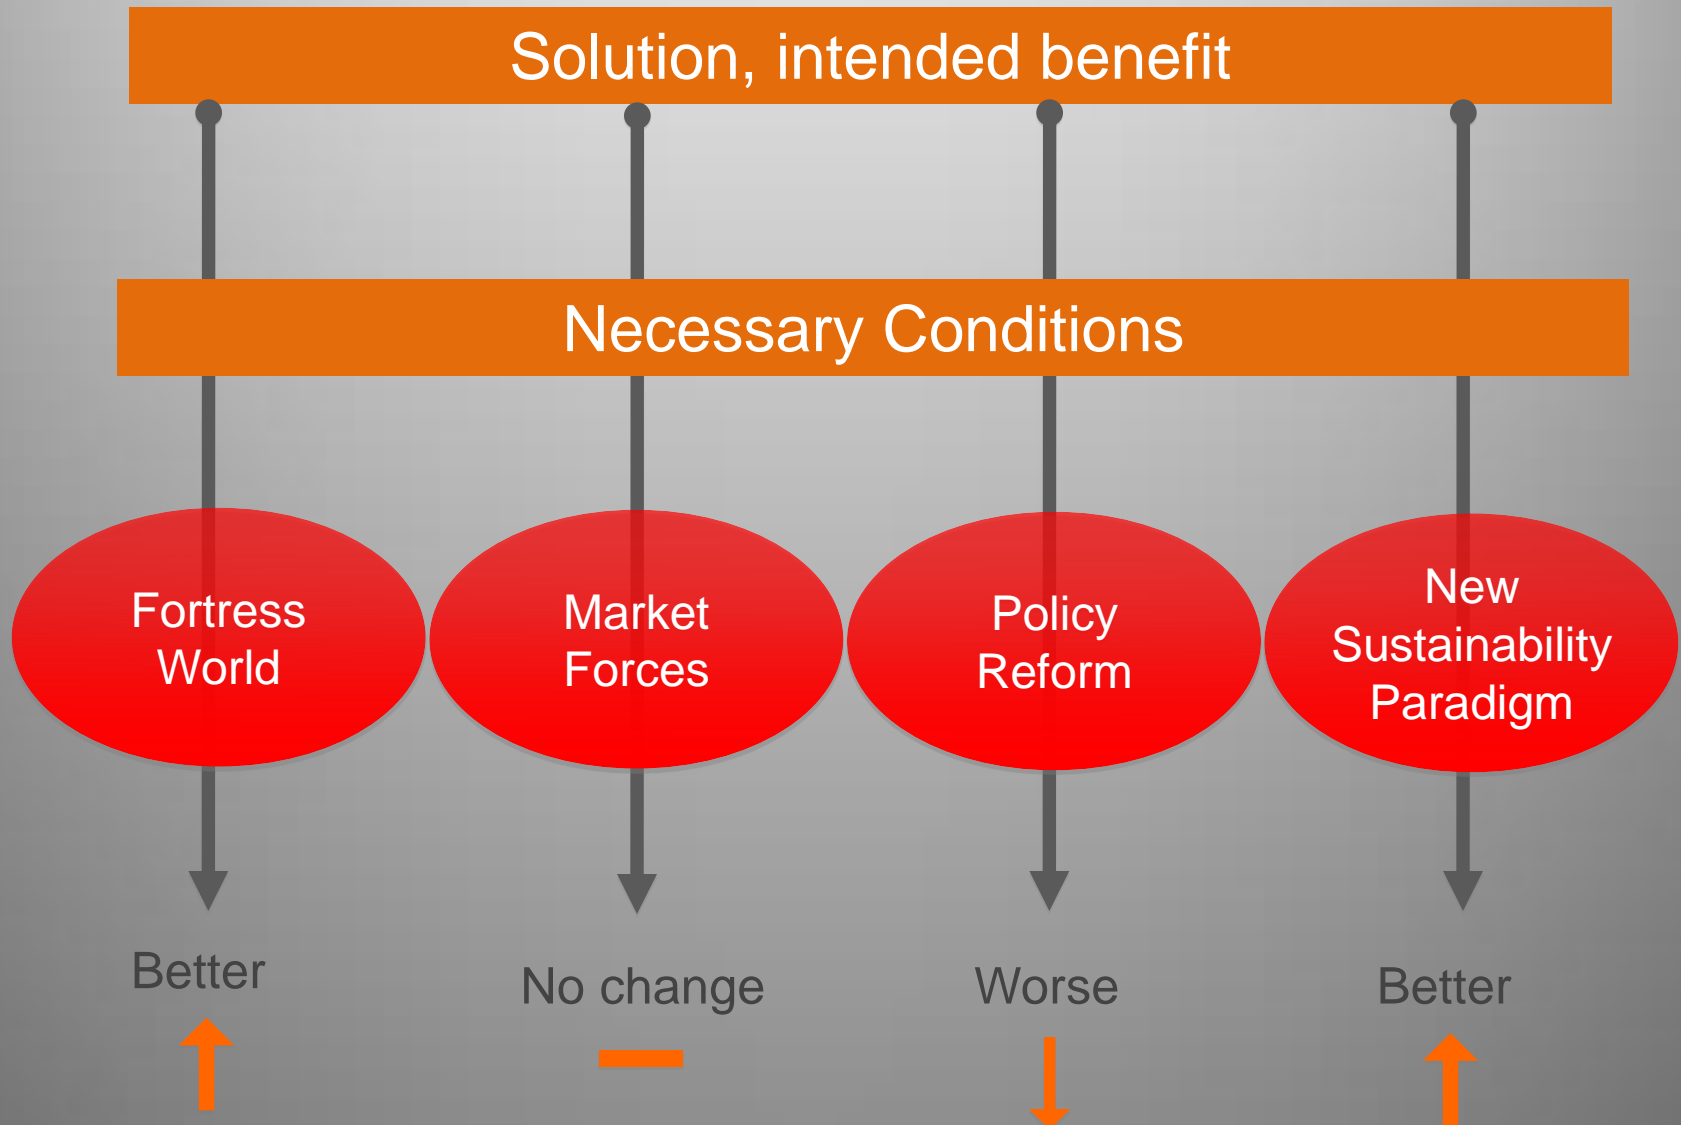 Solution, intended benefit
Necessary Conditions
Fortress
World
Market
Forces
Policy
Reform
New
Sustainability
Paradigm
Better
No change
Worse
Better